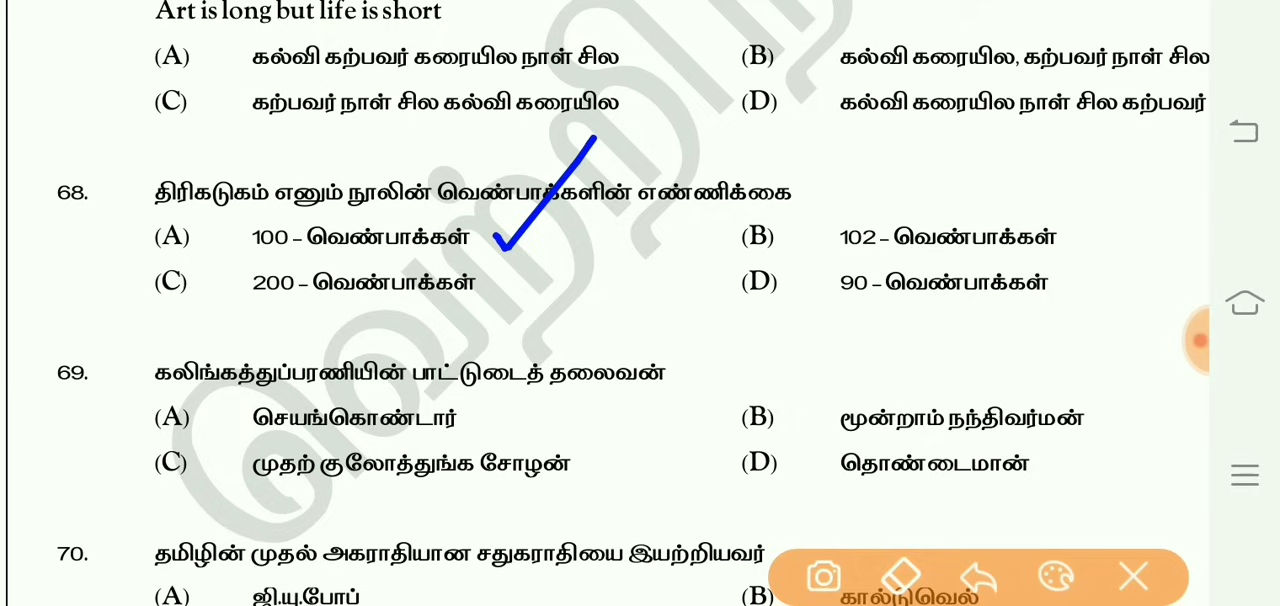 Art is long but life is short
(A) கல்வி கற்பவர் கரையில நாள் சில (B) கல்வி கரையில, கற்பவர் நாள் சில
(C) கற்பவர் நாள் சில கல்வி கரையில (D) கல்வி கரையில நாள் சில கற்பவர்
68. திரிகடுகம் எனும் நூலின் வெண்பாக்களின் எண்ணிக்கை
(A) 100 – வெண்பாக்கள் (B) 102 – வெண்பாக்கள்
(C) 200 – வெண்பாக்கள் (D) 90 – வெண்பாக்கள்
69. கலிங்கத்துப்பரணியின் பாட்டுடைத் தலைவன்
(A) செயங்கொண்டார் (B) மூன்றாம் நந்திவர்மன்
(C) முதற் குலோத்துங்க சோழன் (D) தொண்டைமான்
70. தமிழின் முதல் அகராதியான சதுகராதியை இயற்றியவர்
(A) ஜி.யு.போப் (B) கால்டுவெல்